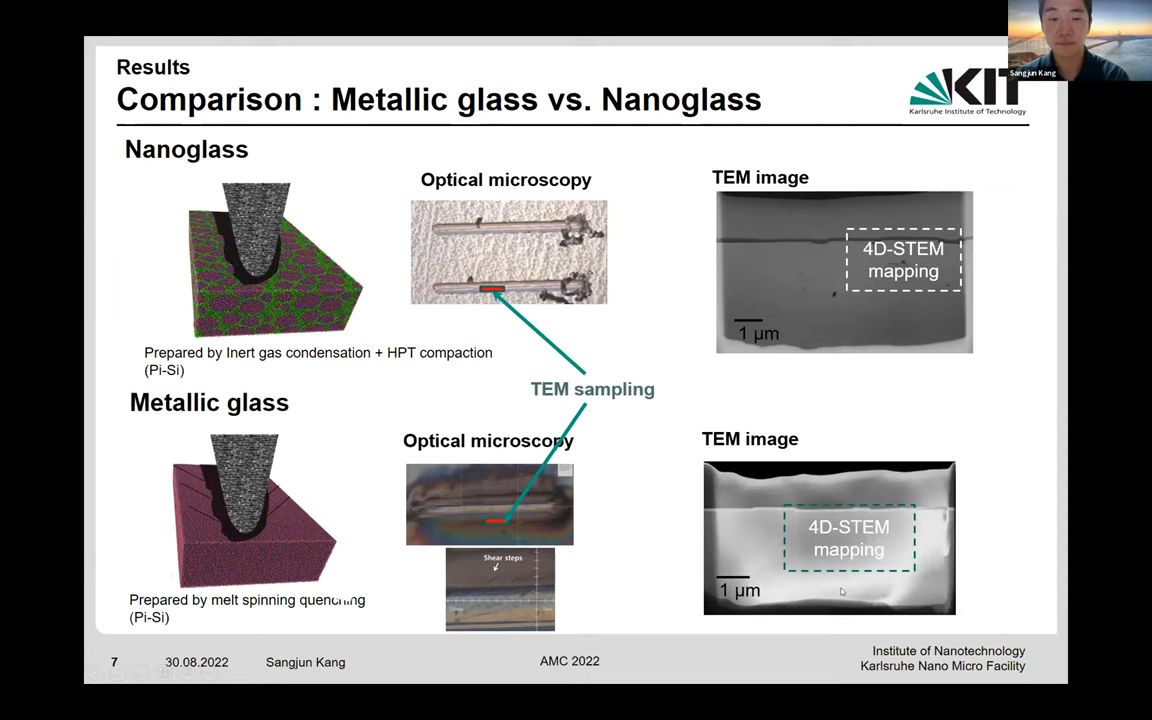 Results
Comparison : Metallic glass vs. Nanoglass
KIT
Karlsruhe Institute of Technology
Sangjun Kang
Nanoglass
Optical microscopy
TEM image
4D-STEM
mapping
1 µm
Prepared by Inert gas condensation + HPT compaction
(Pi-Si)
TEM sampling
Metallic glass
Optical microscopy
TEM image
4D-STEM
mapping
1 µm
Shear steps
Prepared by melt spinning quenching
(Pi-Si)
7
30.08.2022
Sangjun Kang
AMC 2022
Institute of Nanotechnology
Karlsruhe Nano Micro Facility